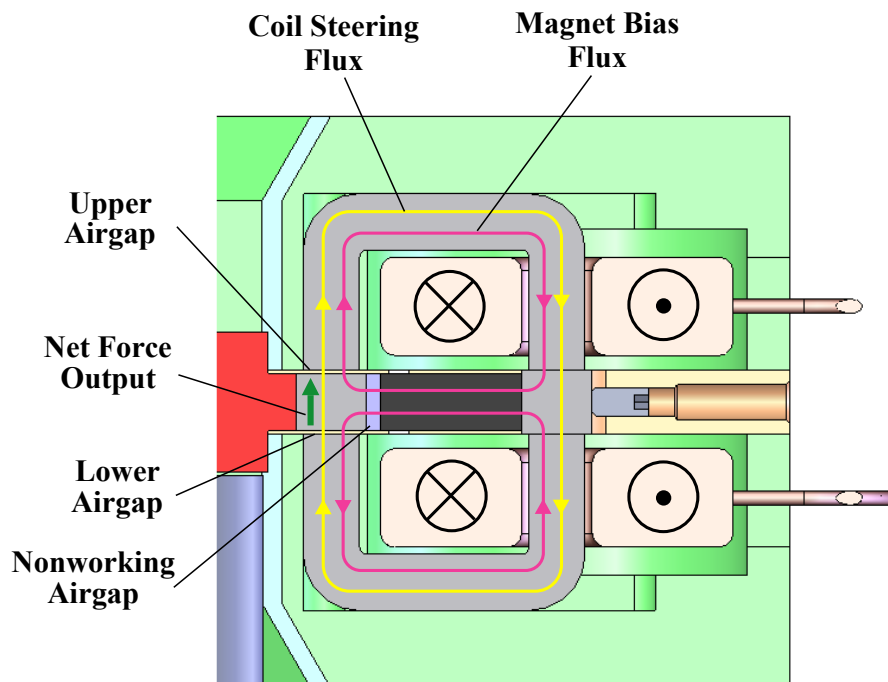 Coil Steering
Flux
Magnet Bias
Flux
Upper
Airgap
Net Force
Output
Lower
Airgap
Nonworking
Airgap